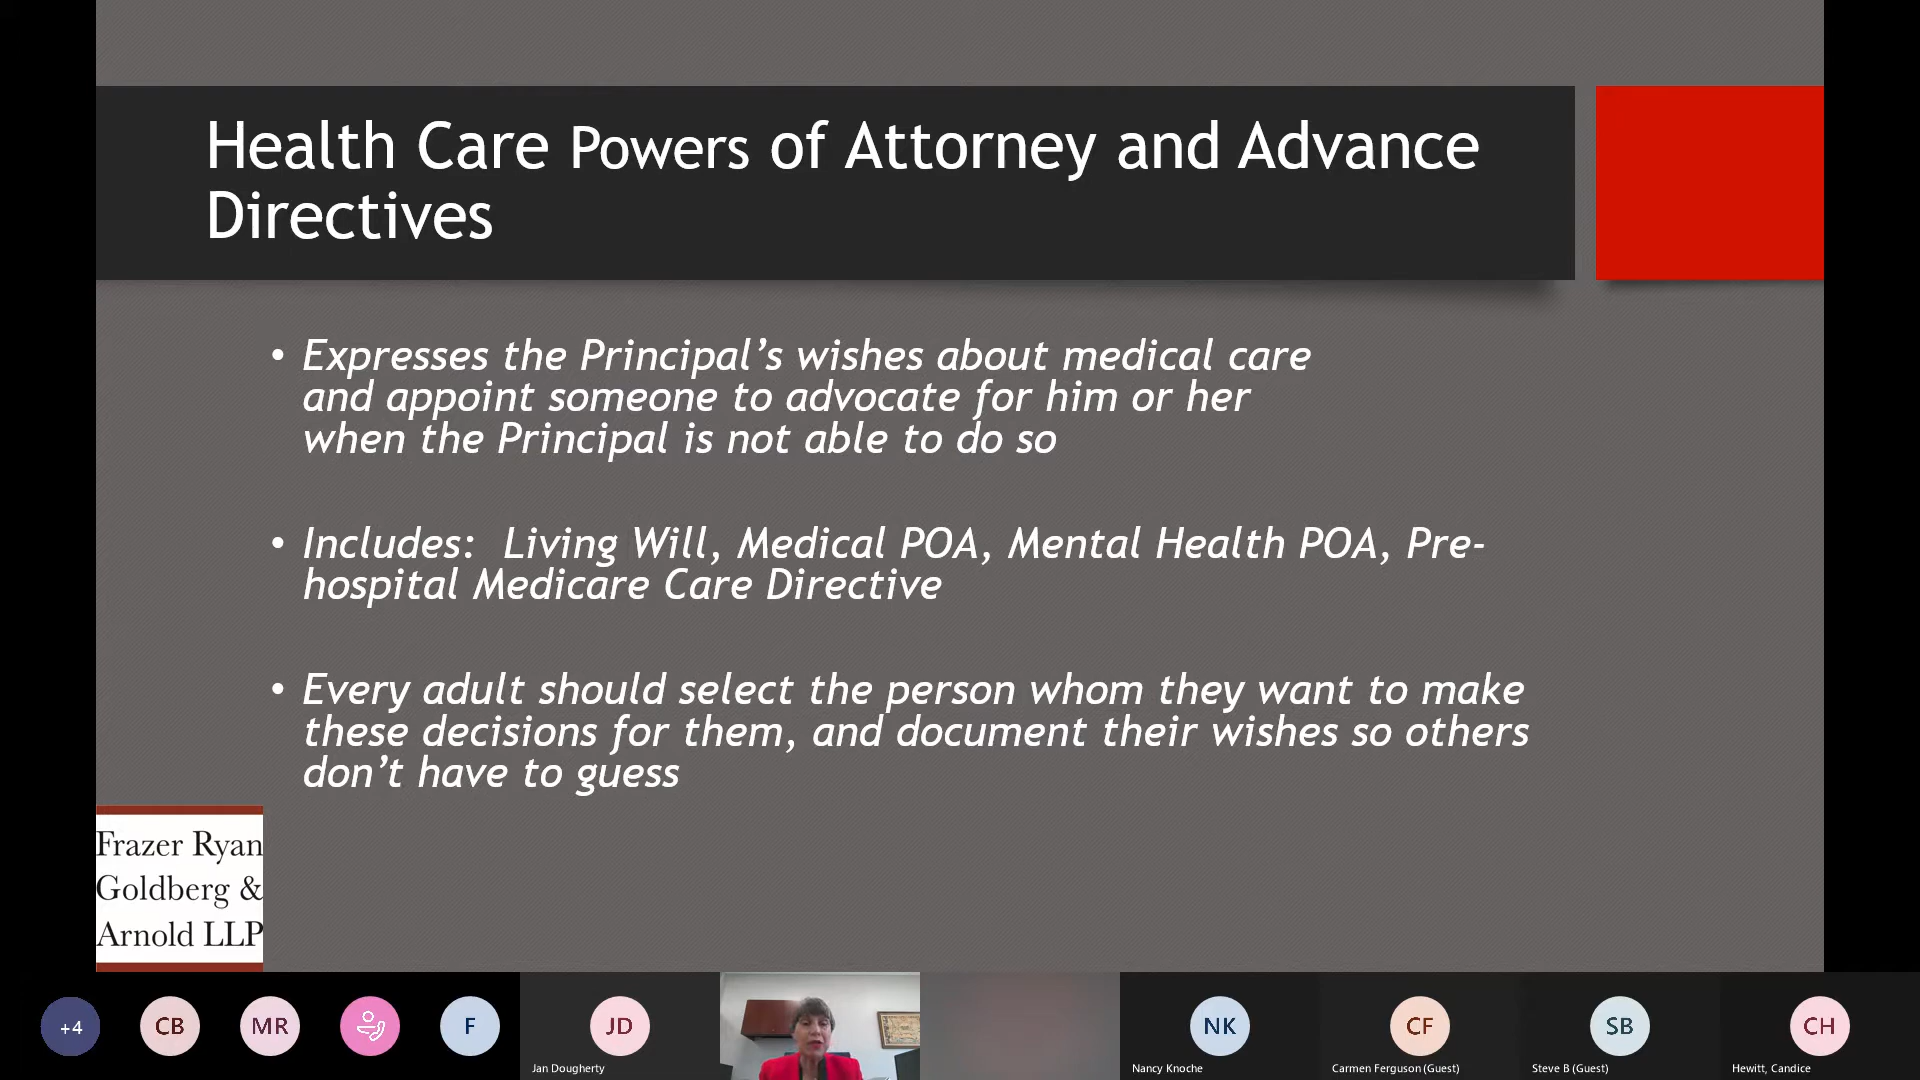 Health Care Powers of Attorney and Advance
Directives
• Expresses the Principal’s wishes about medical care
and appoint someone to advocate for him or her
when the Principal is not able to do so
• Includes:  Living Will, Medical POA, Mental Health POA, Pre-
hospital Medicare Care Directive
• Every adult should select the person whom they want to make
these decisions for them, and document their wishes so others
don’t have to guess
Frazer Ryan
Goldberg &
Arnold LLP
+4
CB
MR
F
JD
Jan Dougherty
NK
Nancy Knoche
CF
Carmen Ferguson (Guest)
SB
Steve B (Guest)
CH
Hewitt, Candice